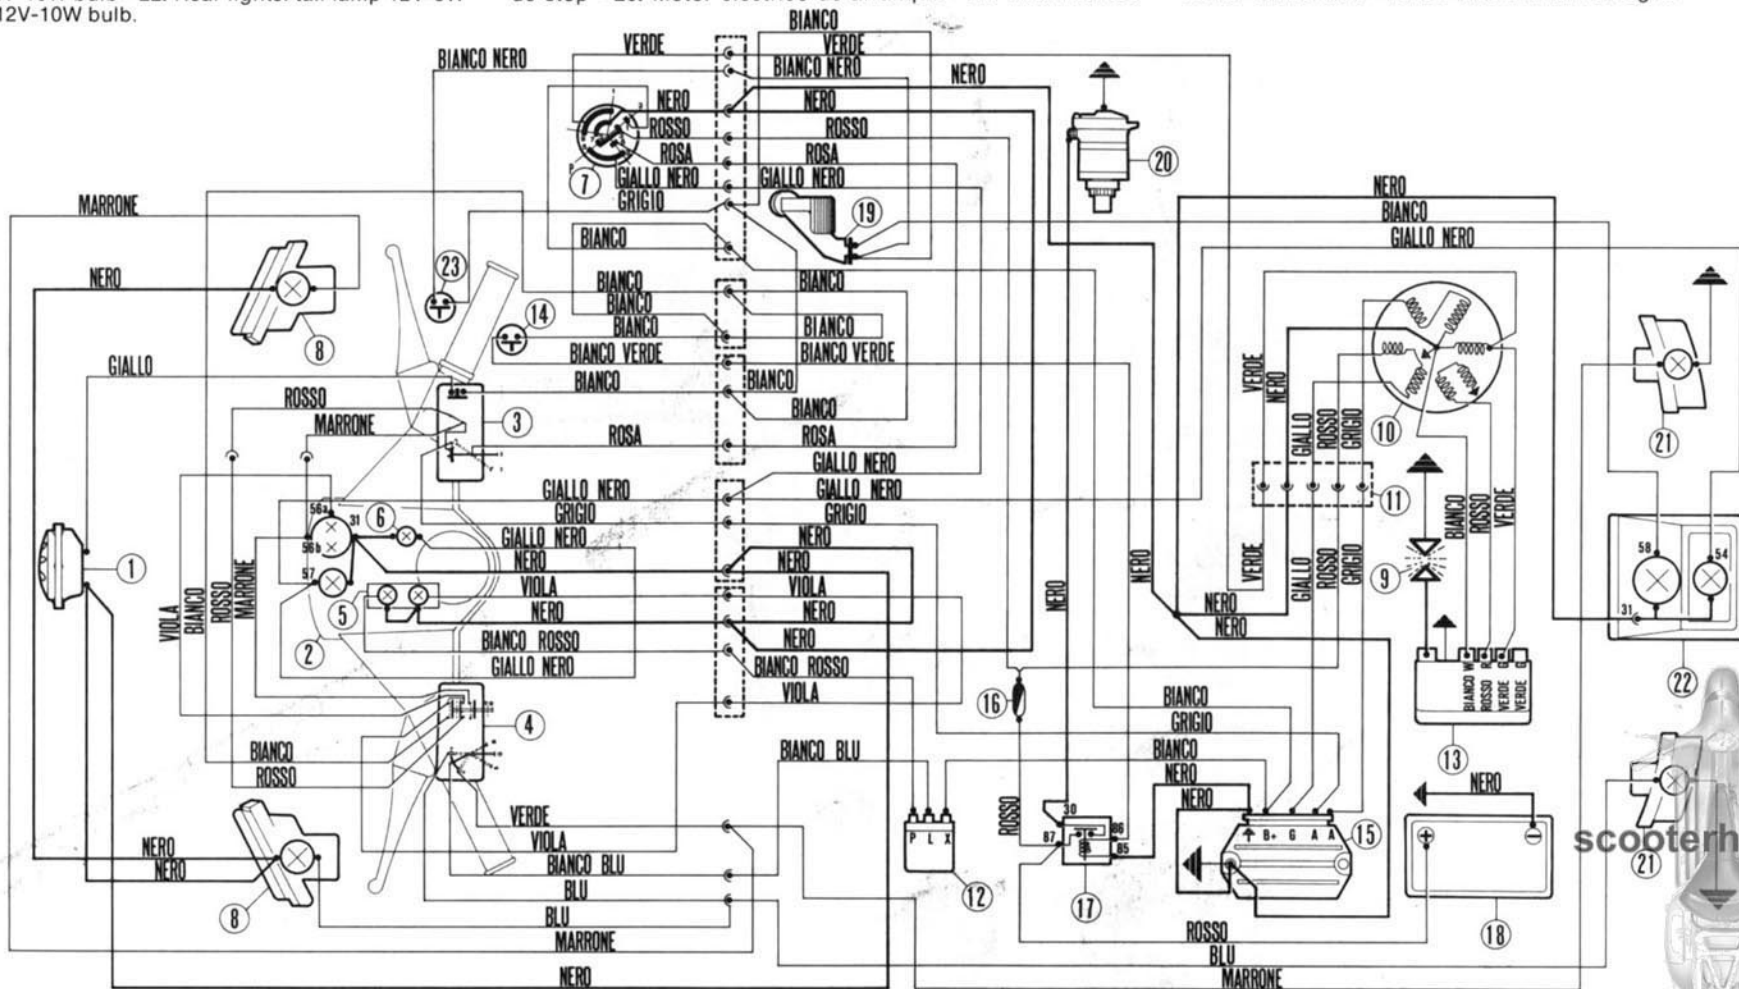 12V-10W bulb.
BIANCO
VERDE
VERDE
BIANCO NERO
BIANCO NERO
NERO
NERO
NERO
ROSSO
ROSSO
ROSA
ROSA
GIALLO NERO
GIALLO NERO
GRIGIO
7
20
19
NERO
BIANCO
GIALLO NERO
MARRONE
BIANCO
NERO
23
BIANCO
BIANCO
BIANCO
14
BIANCO
BIANCO
8
BIANCO VERDE
BIANCO VERDE
GIALLO
BIANCO
BIANCO
BIANCO
ROSSO
MARRONE
3
ROSA
ROSA
VERDE
NERO
GIALLO
ROSSO
GRIGIO
10
21
GIALLO NERO
GIALLO NERO
GIALLO NERO
GRIGIO
GRIGIO
11
56a
31
6
56b
GIALLO NERO
NERO
NERO
NERO
1
57
5
VIOLA
VIOLA
NERO
NERO
NERO
VIOLA
BIANCO
ROSSO
MARRONE
2
BIANCO ROSSO
BIANCO ROSSO
GIALLO NERO
VIOLA
NERO
NERO
VERDE
GIALLO
ROSSO
GRIGIO
NERO
NERO
9
BIANCO
ROSSO
VERDE
58
54
31
22
4
16
BIANCO
GRIGIO
BIANCO W
ROSSO R
VERDE G
VERDE G
13
BIANCO
ROSSO
BIANCO BLU
BIANCO
NERO
NERO
ROSSO
VERDE
VIOLA
30
87
86
85
P L X
B+ G A A
15
NERO
+ −
scooterh
21
NERO
NERO
BIANCO BLU
BLU
BLU
8
12
17
18
MARRONE
ROSSO
BLU
NERO
MARRONE